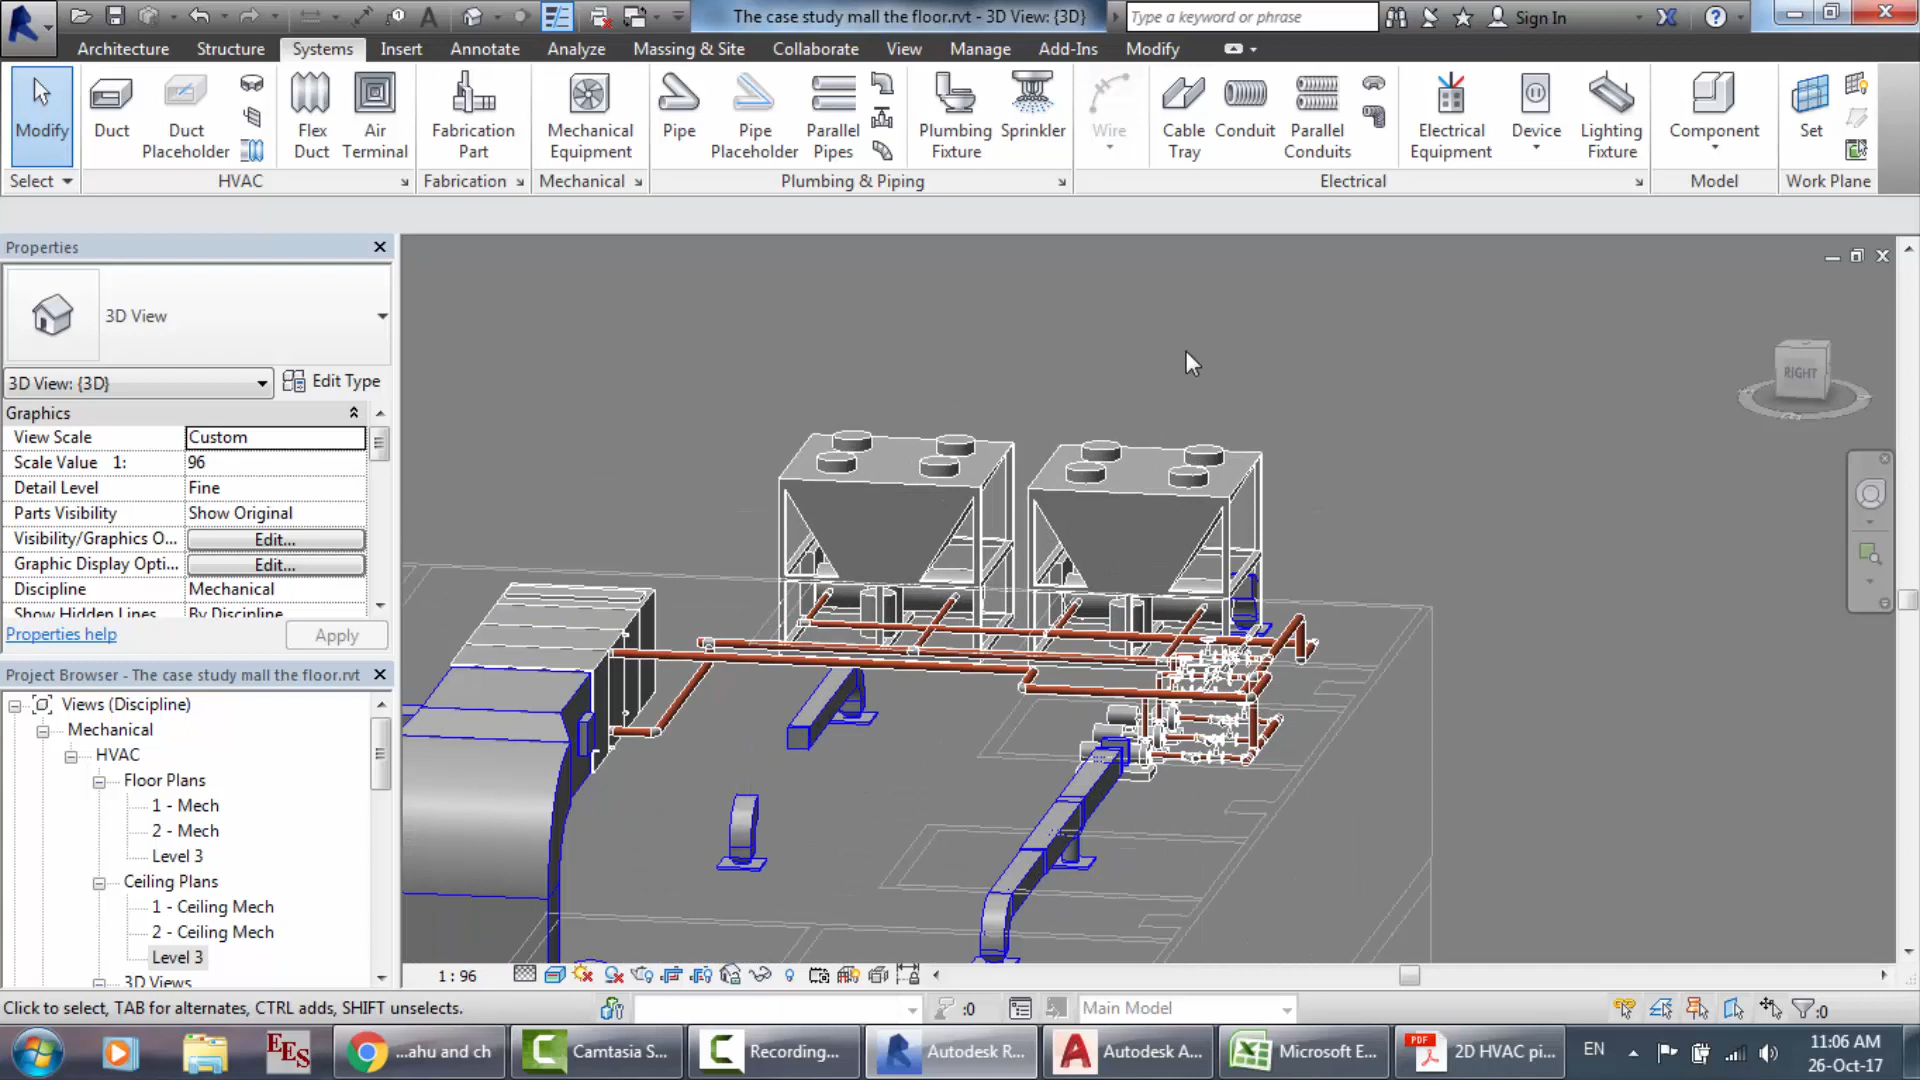 The case study mall the floor.rvt - 3D View: {3D}
Type a keyword or phrase
Sign In
Architecture Structure Systems Insert Annotate Analyze Massing & Site Collaborate View Manage Add-Ins Modify
Modify
Duct
Duct Placeholder
Flex Duct
Air Terminal
Fabrication Part
Mechanical Equipment
Pipe
Pipe Placeholder
Parallel Pipes
Plumbing Fixture
Sprinkler
Wire
Cable Tray
Conduit
Parallel Conduits
Electrical Equipment
Device
Lighting Fixture
Component
Set
Select HVAC Fabrication Mechanical Plumbing & Piping Electrical Model Work Plane
Properties
3D View
3D View: {3D}
Edit Type
Graphics
View Scale Custom
Scale Value 1: 96
Detail Level Fine
Parts Visibility Show Original
Visibility/Graphics O... Edit...
Graphic Display Opti... Edit...
Discipline Mechanical
Show Hidden Lines By Discipline
Properties help
Apply
Project Browser - The case study mall the floor.rvt
Views (Discipline)
Mechanical
HVAC
Floor Plans
1 - Mech
2 - Mech
Level 3
Ceiling Plans
1 - Ceiling Mech
2 - Ceiling Mech
Level 3
3D Views
RIGHT
1 : 96
Click to select, TAB for alternates, CTRL adds, SHIFT unselects.
:0
Main Model
:0
EES
...ahu and ch
Camtasia S...
Recording...
Autodesk R...
Autodesk A...
Microsoft E...
PDF
2D HVAC pi...
EN
11:06 AM
26-Oct-17